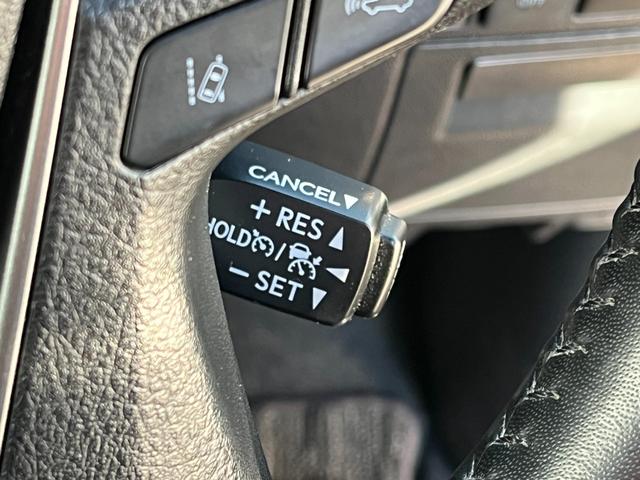 CANCEL▼
+ RES ▲
HOLD /
− SET ▼